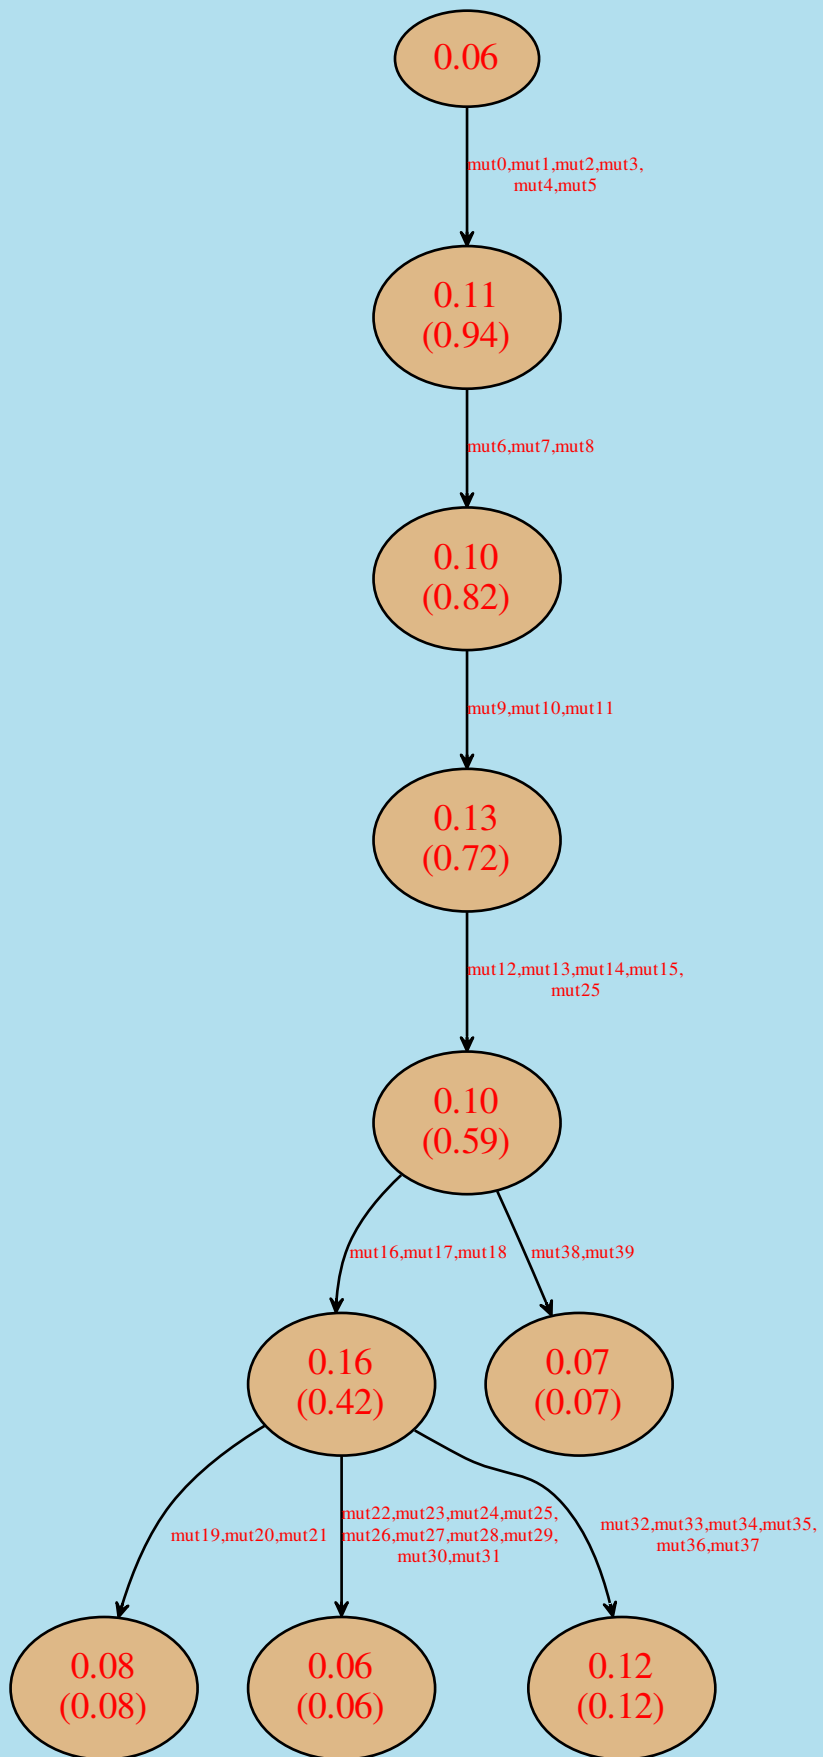 0.06
mut0,mut1,mut2,mut3,
mut4,mut5
0.11
(0.94)
mut6,mut7,mut8
0.10
(0.82)
mut9,mut10,mut11
0.13
(0.72)
mut12,mut13,mut14,mut15,
mut25
0.10
(0.59)
mut16,mut17,mut18
mut38,mut39
0.16
(0.42)
0.07
(0.07)
mut19,mut20,mut21
mut22,mut23,mut24,mut25,
mut26,mut27,mut28,mut29,
mut30,mut31
mut32,mut33,mut34,mut35,
mut36,mut37
0.08
(0.08)
0.06
(0.06)
0.12
(0.12)